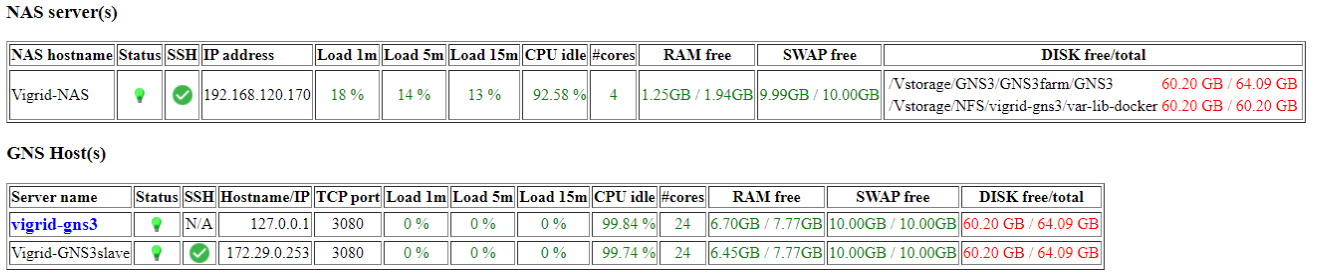 NAS server(s)
NAS hostname Status SSH IP address Load 1m Load 5m Load 15m CPU idle #cores RAM free SWAP free DISK free/total
Vigrid-NAS 192.168.120.170 18 % 14 % 13 % 92.58 % 4 1.25GB / 1.94GB 9.99GB / 10.00GB /Vstorage/GNS3/GNS3farm/GNS3 60.20 GB / 64.09 GB
/Vstorage/NFS/vigrid-gns3/var-lib-docker 60.20 GB / 60.20 GB
GNS Host(s)
Server name Status SSH Hostname/IP TCP port Load 1m Load 5m Load 15m CPU idle #cores RAM free SWAP free DISK free/total
vigrid-gns3 N/A 127.0.0.1 3080 0 % 0 % 0 % 99.84 % 24 6.70GB / 7.77GB 10.00GB / 10.00GB 60.20 GB / 64.09 GB
Vigrid-GNS3slave 172.29.0.253 3080 0 % 0 % 0 % 99.74 % 24 6.45GB / 7.77GB 10.00GB / 10.00GB 60.20 GB / 64.09 GB